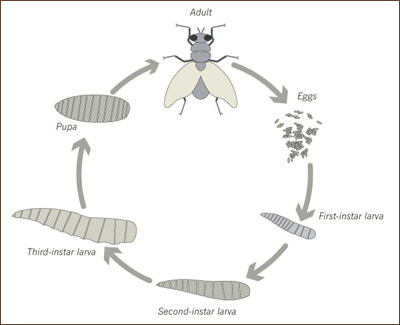 Adult
Eggs
First-instar larva
Second-instar larva
Third-instar larva
Pupa